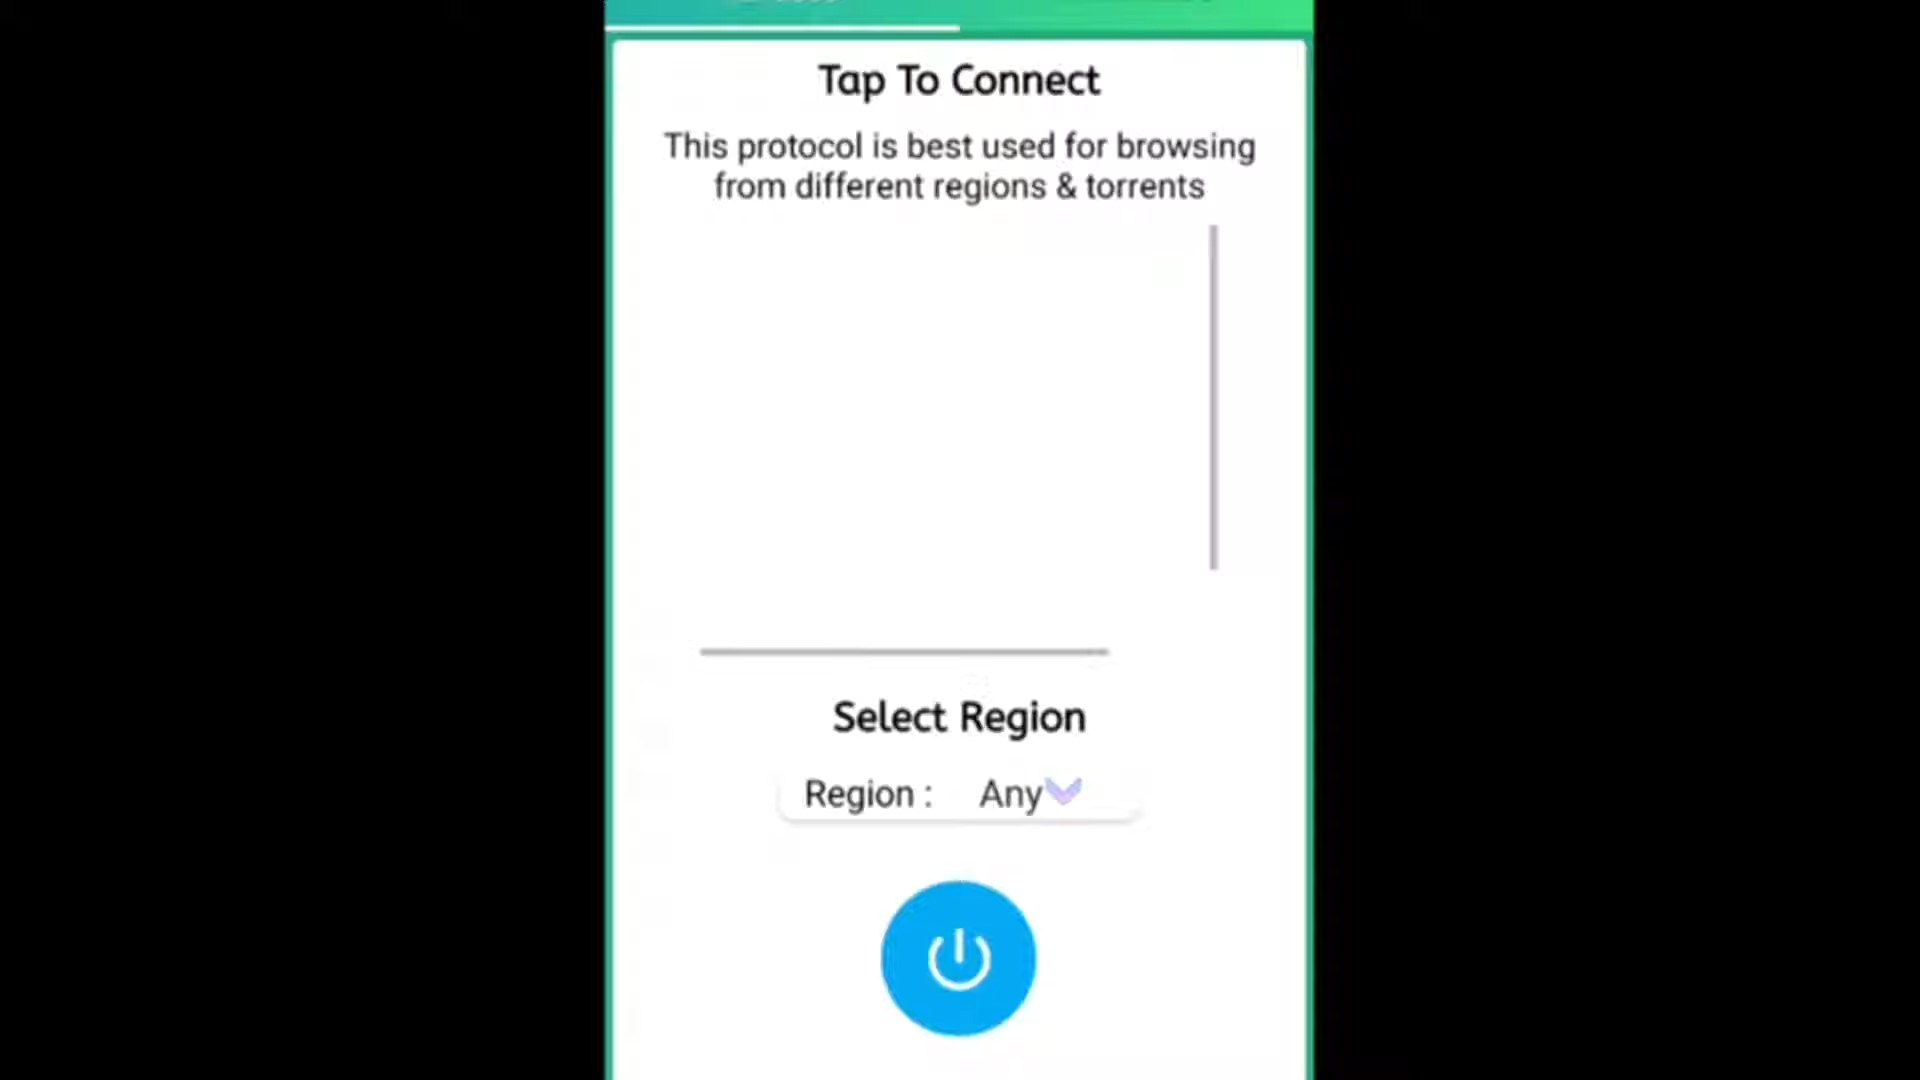 Tap To Connect
This protocol is best used for browsing
from different regions & torrents
Select Region
Region : Any